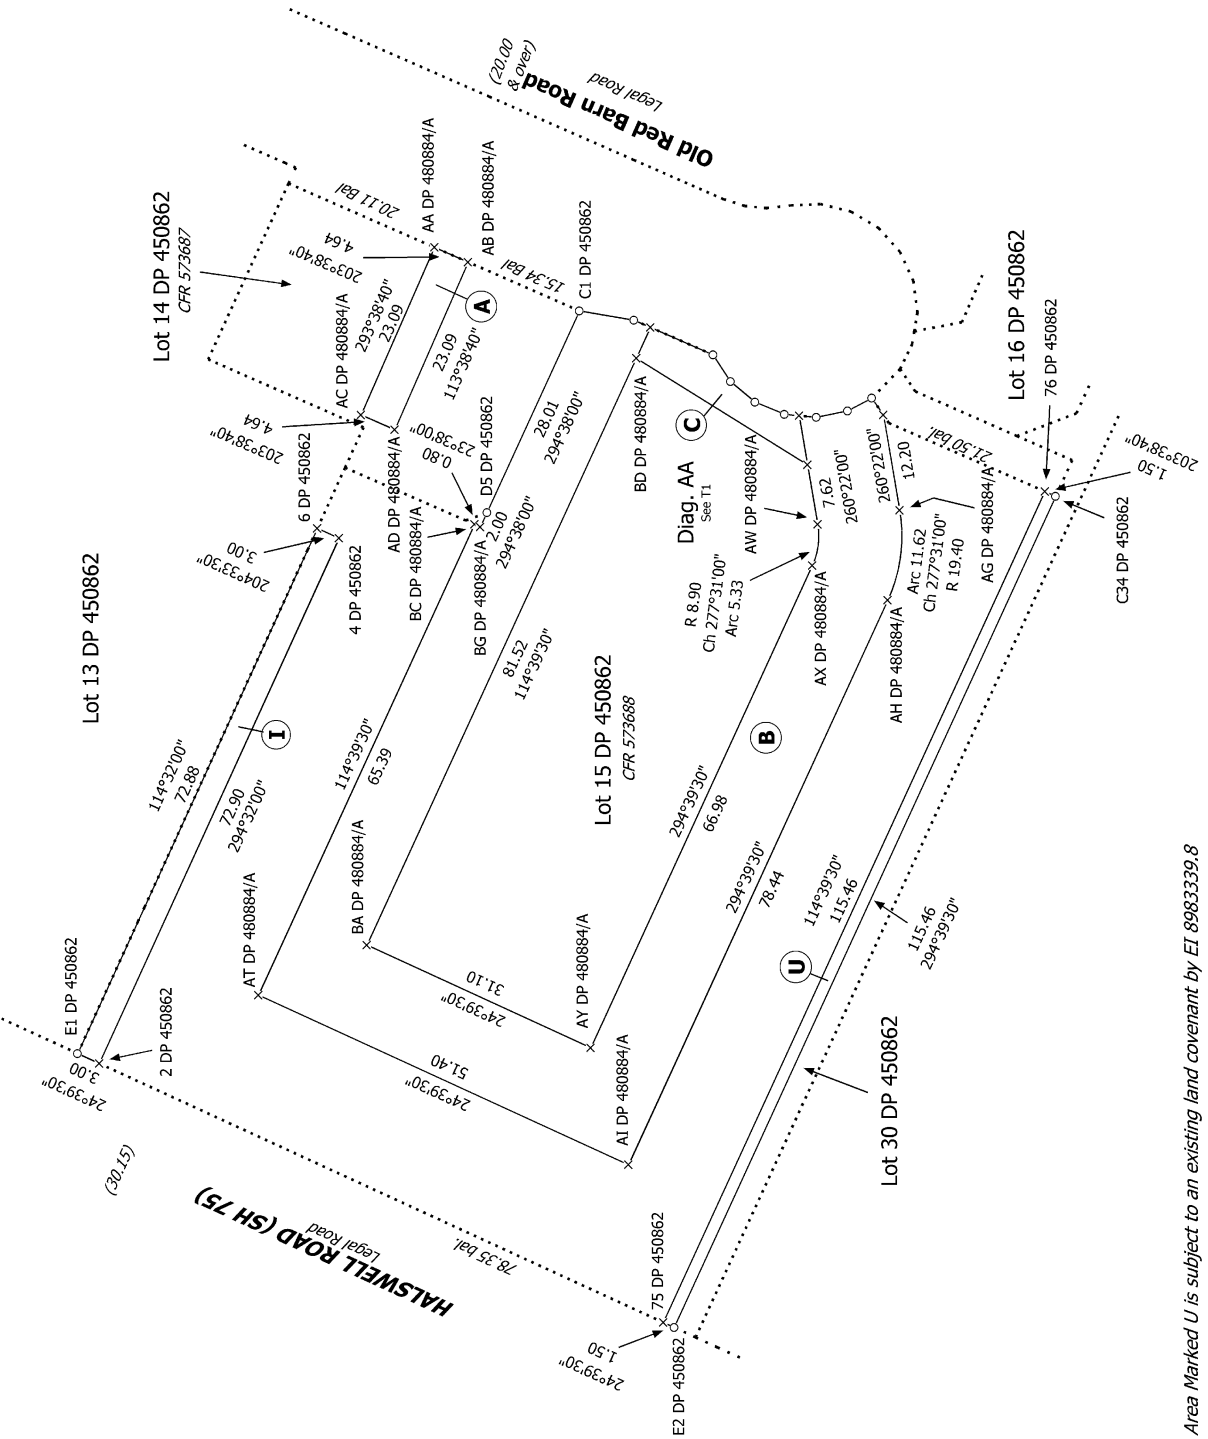 Lot 13 DP 450862
Lot 14 DP 450862
CFR 573687
Old Red Barn Road
Legal Road
(20.00
& over)
20.11 Bal
AA DP 480884/A
AB DP 480884/A
4.64
203°38'40"
AC DP 480884/A
293°38'40"
23.09
A
23.09
113°38'40"
15.34 Bal
C1 DP 450862
4.64
203°38'40"
AD DP 480884/A
23°38'00"
0.80
D5 DP 450862
28.01
294°38'00"
6 DP 450862
3.00
204°33'30"
4 DP 450862
BC DP 480884/A
BG DP 480884/A
2.00
294°38'00"
BD DP 480884/A
C
Diag. AA
See T1
AW DP 480884/A
7.62
260°22'00"
260°22'00"
12.20
21.50 bal.
Lot 16 DP 450862
76 DP 450862
1.50
203°38'40"
C34 DP 450862
AG DP 480884/A
Arc 11.62
Ch 277°31'00"
R 19.40
AH DP 480884/A
R 8.90
Ch 277°31'00"
Arc 5.33
AX DP 480884/A
114°32'00"
72.88
I
72.90
294°32'00"
114°39'30"
65.39
81.52
114°39'30"
Lot 15 DP 450862
CFR 573688
B
294°39'30"
66.98
294°39'30"
78.44
114°39'30"
115.46
U
115.46
294°39'30"
E1 DP 450862
3.00
24°39'30"
2 DP 450862
AT DP 480884/A
BA DP 480884/A
31.10
24°39'30"
AY DP 480884/A
51.40
24°39'30"
AI DP 480884/A
(30.15)
HALSWELL ROAD (SH 75)
Legal Road
78.35 bal.
75 DP 450862
1.50
24°39'30"
E2 DP 450862
Lot 30 DP 450862
Area Marked U is subject to an existing land covenant by EI 8983339.8